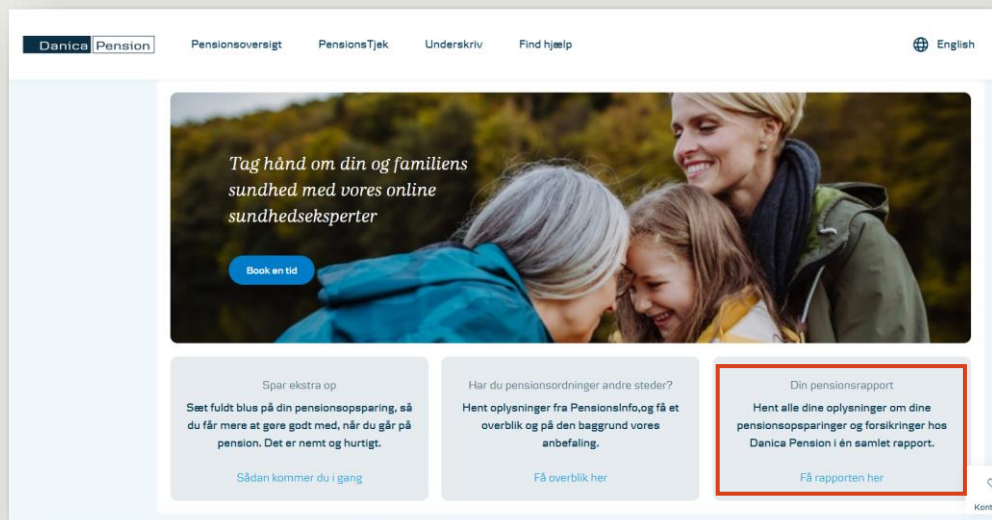 Danica Pension
Pensionsoversigt
PensionsTjek
Underskriv
Find hjælp
English
Tag hånd om din og familiens
sundhed med vores online
sundhedseksperter
Book en tid
Spar ekstra op
Sæt fuldt blus på din pensionsopsparing, så
du får mere at gøre godt med, når du går på
pension. Det er nemt og hurtigt.
Sådan kommer du i gang
Har du pensionsordninger andre steder?
Hent oplysninger fra PensionsInfo,og få et
overblik og på den baggrund vores
anbefaling.
Få overblik her
Din pensionsrapport
Hent alle dine oplysninger om dine
pensionsopsparinger og forsikringer hos
Danica Pension i én samlet rapport.
Få rapporten her